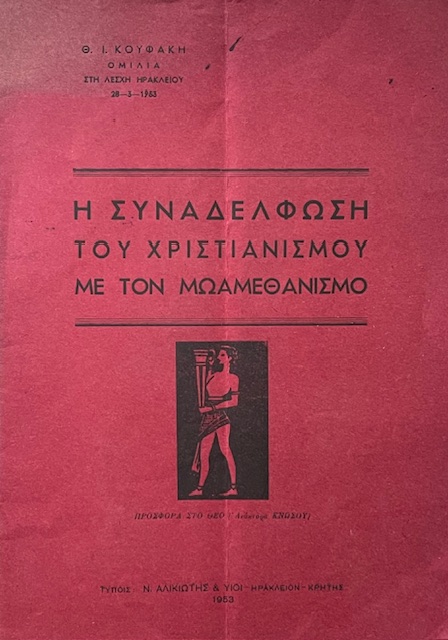 Θ. Ι. ΚΟΥΦΑΚΗ
ΟΜΙΛΙΑ
ΣΤΗ ΛΕΣΧΗ ΗΡΑΚΛΕΙΟΥ
28-3-1953
Η ΣΥΝΑΔΕΛΦΩΣΗ
ΤΟΥ ΧΡΙΣΤΙΑΝΙΣΜΟΥ
ΜΕ ΤΟΝ ΜΩΑΜΕΘΑΝΙΣΜΟ
(ΠΡΟΣΦΟΡΑ ΣΤΟ ΘΕΟ ΚΝΩΣΟΥ)
ΤΥΠΟΙΣ Ν. ΑΛΙΚΙΩΤΗΣ & ΥΙΟΙ-ΗΡΑΚΛΕΙΟΝ-ΚΡΗΤΗΣ
1953